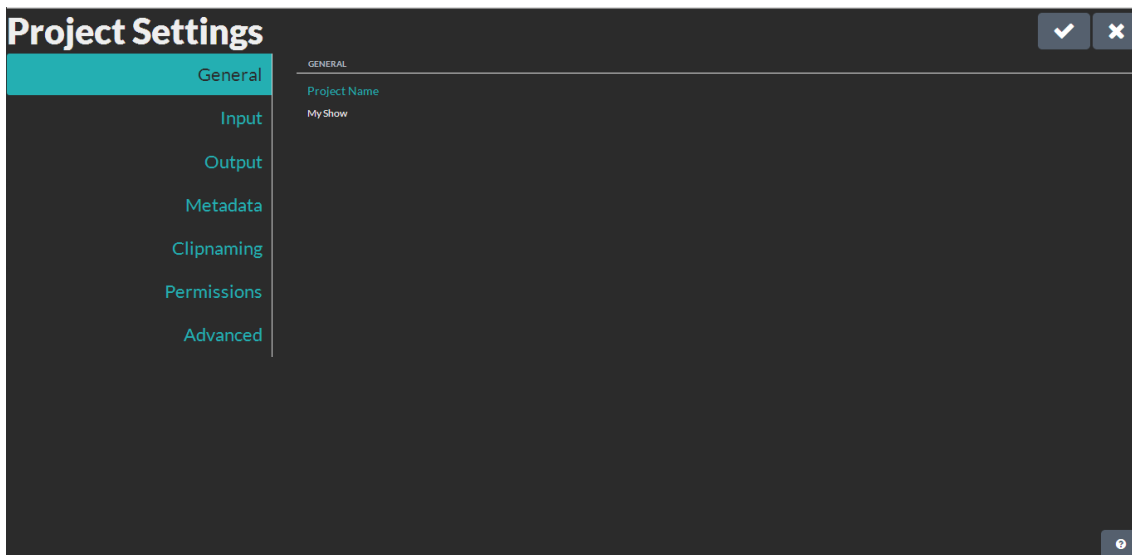 Project Settings
General
Input
Output
Metadata
Clipnaming
Permissions
Advanced
GENERAL
Project Name
My Show